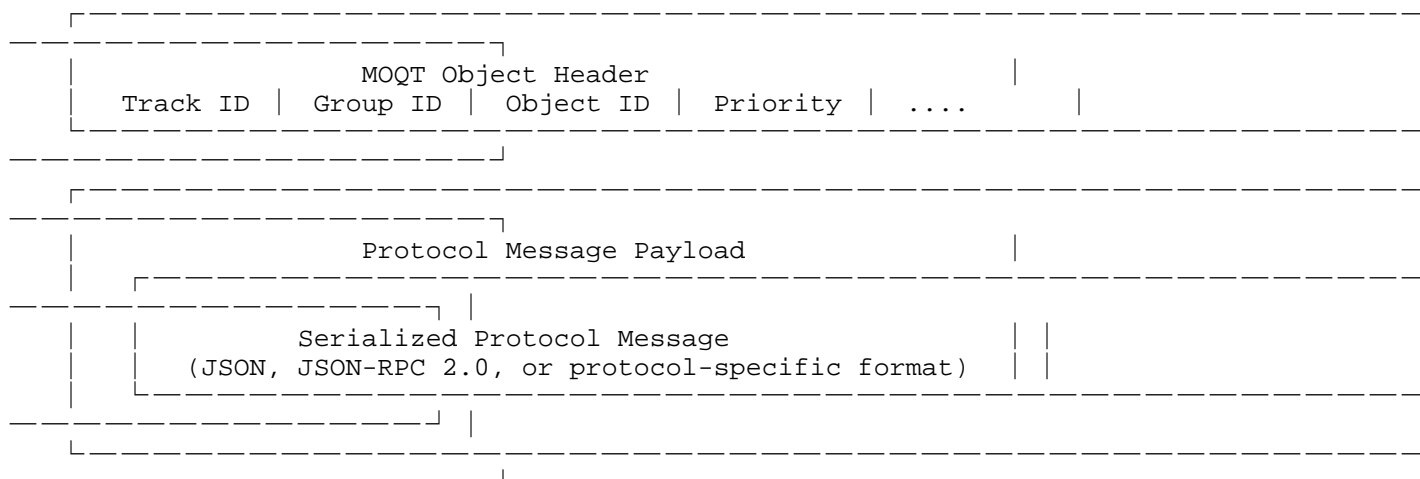 MOQT Object Header
Track ID | Group ID | Object ID | Priority | ....
Protocol Message Payload
Serialized Protocol Message
(JSON, JSON-RPC 2.0, or protocol-specific format)